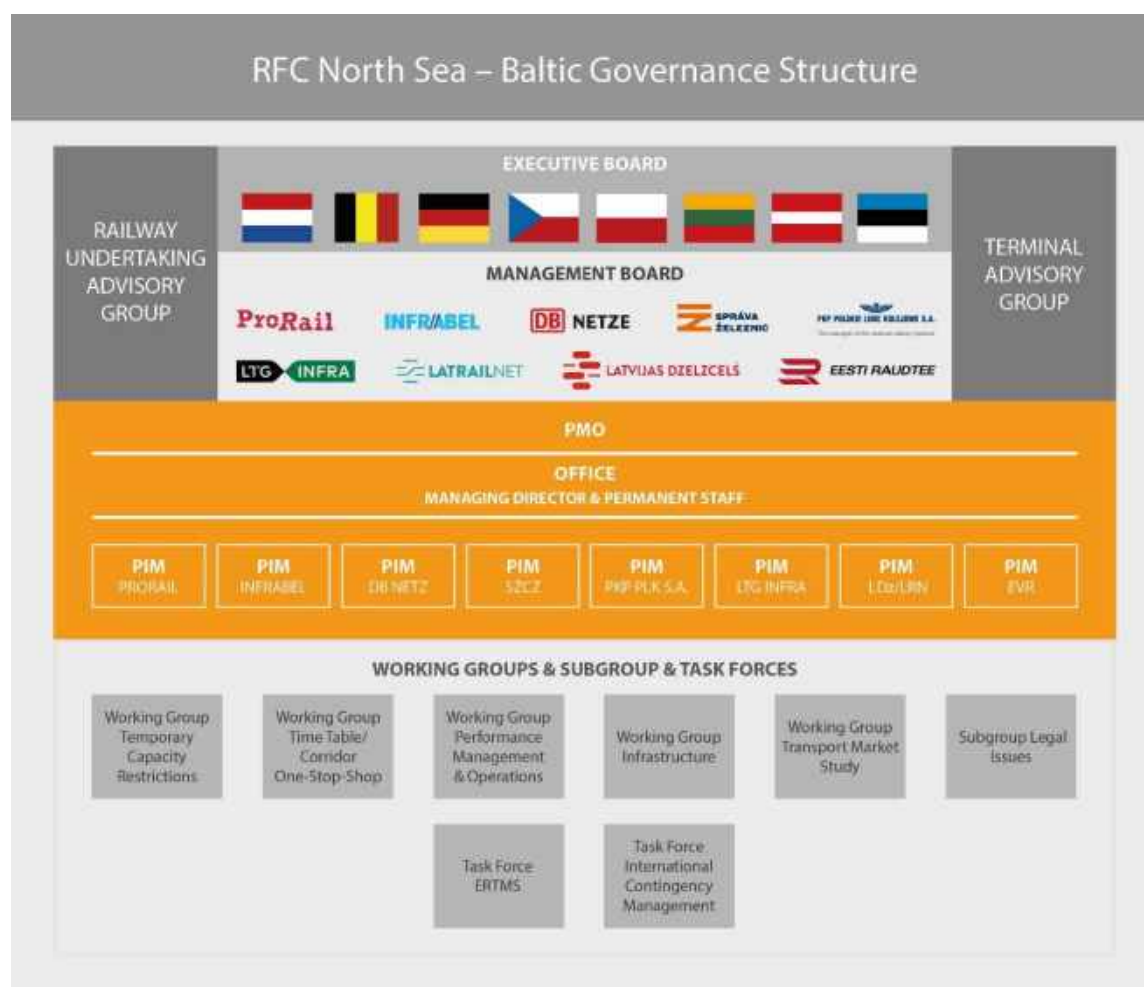 RFC North Sea – Baltic Governance Structure
RAILWAY
UNDERTAKING
ADVISORY
GROUP
EXECUTIVE BOARD
MANAGEMENT BOARD
ProRail
INFRABEL
DB NETZE
SPRÁVA
ŽELEZNIC
PKP POLSKIE LINIE KOLEJOWE S.A.
LTG INFRA
LATRAILNET
LATVIJAS DZELZCEĻŠ
EESTI RAUDTEE
TERMINAL
ADVISORY
GROUP
PMO
OFFICE
MANAGING DIRECTOR & PERMANENT STAFF
PIM
PRORAIL
PIM
INFRABEL
PIM
DB NETZ
PIM
SŽCZ
PIM
PKP PLK S.A.
PIM
LTG INFRA
PIM
LDz/LRN
PIM
EVR
WORKING GROUPS & SUBGROUP & TASK FORCES
Working Group
Temporary
Capacity
Restrictions
Working Group
Time Table/
Corridor
One-Stop-Shop
Working Group
Performance
Management
& Operations
Working Group
Infrastructure
Working Group
Transport Market
Study
Subgroup Legal
Issues
Task Force
ERTMS
Task Force
International
Contingency
Management